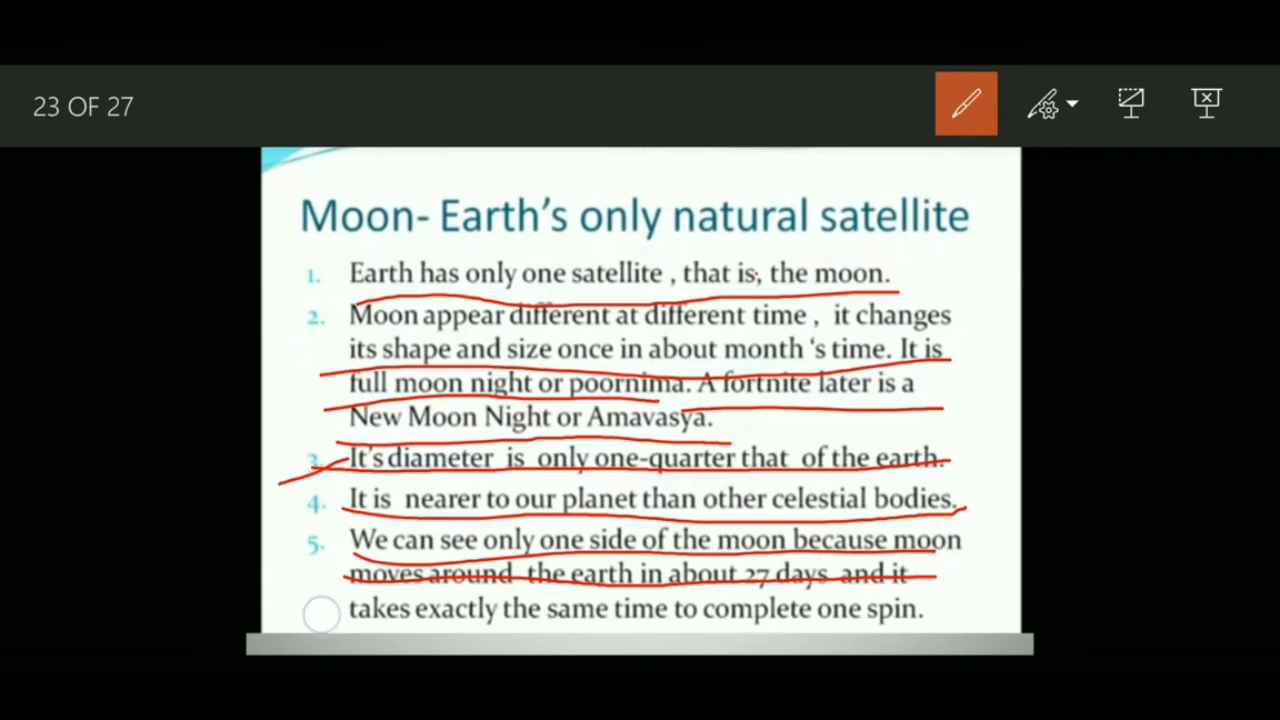 23 OF 27
Moon- Earth's only natural satellite
1. Earth has only one satellite , that is, the moon.
2. Moon appear different at different time , it changes
its shape and size once in about month 's time. It is
full moon night or poornima. A fortnite later is a
New Moon Night or Amavasya.
3. It's diameter is only one-quarter that of the earth.
4. It is nearer to our planet than other celestial bodies.
5. We can see only one side of the moon because moon
moves around the earth in about 27 days and it
takes exactly the same time to complete one spin.